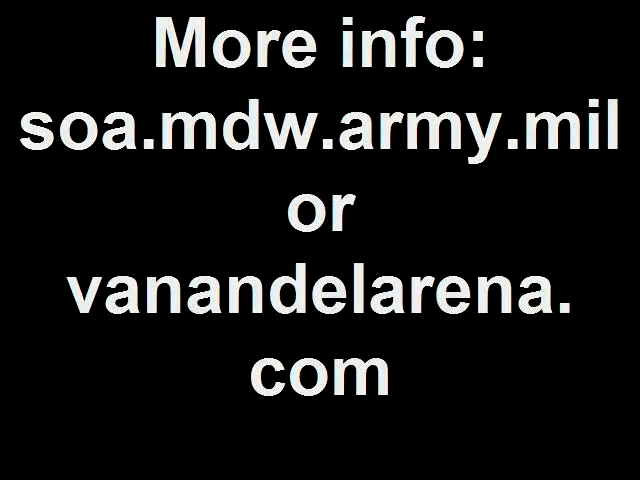 More info:
soa.mdw.army.mil
or
vanandelarena.
com